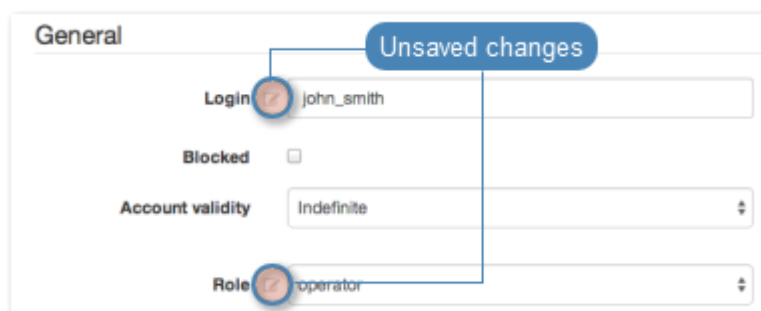 General
Unsaved changes
Login john_smith
Blocked
Account validity Indefinite
Role operator